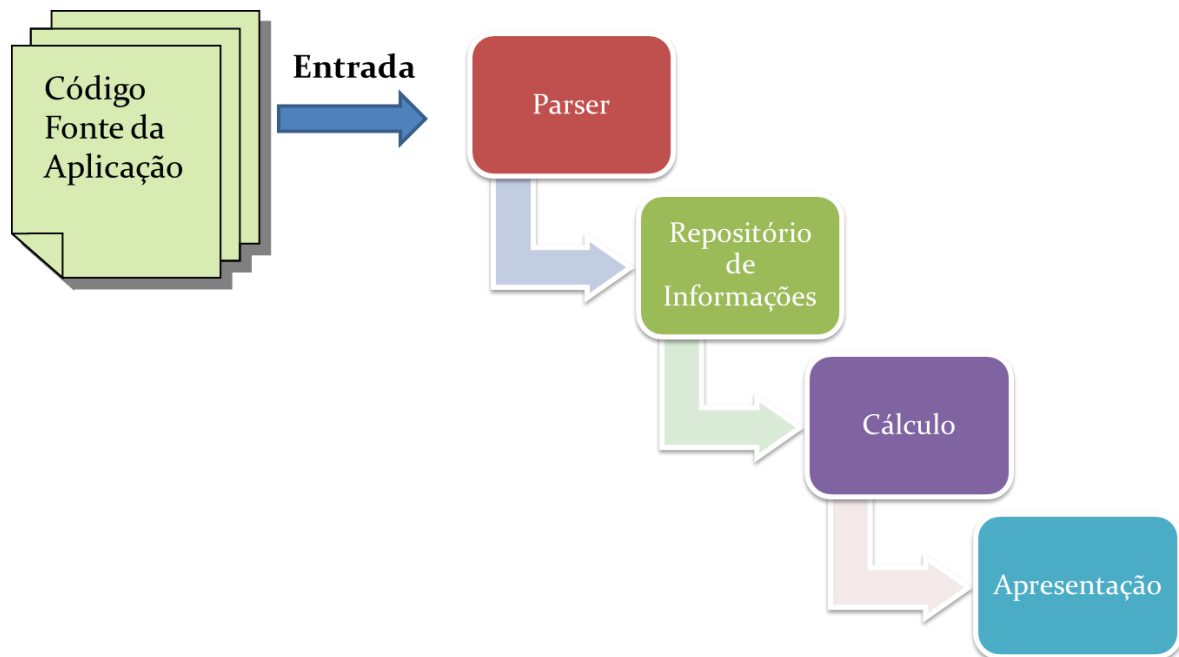 Código
Fonte da
Aplicação
Entrada
Parser
Repositório
de
Informações
Cálculo
Apresentação